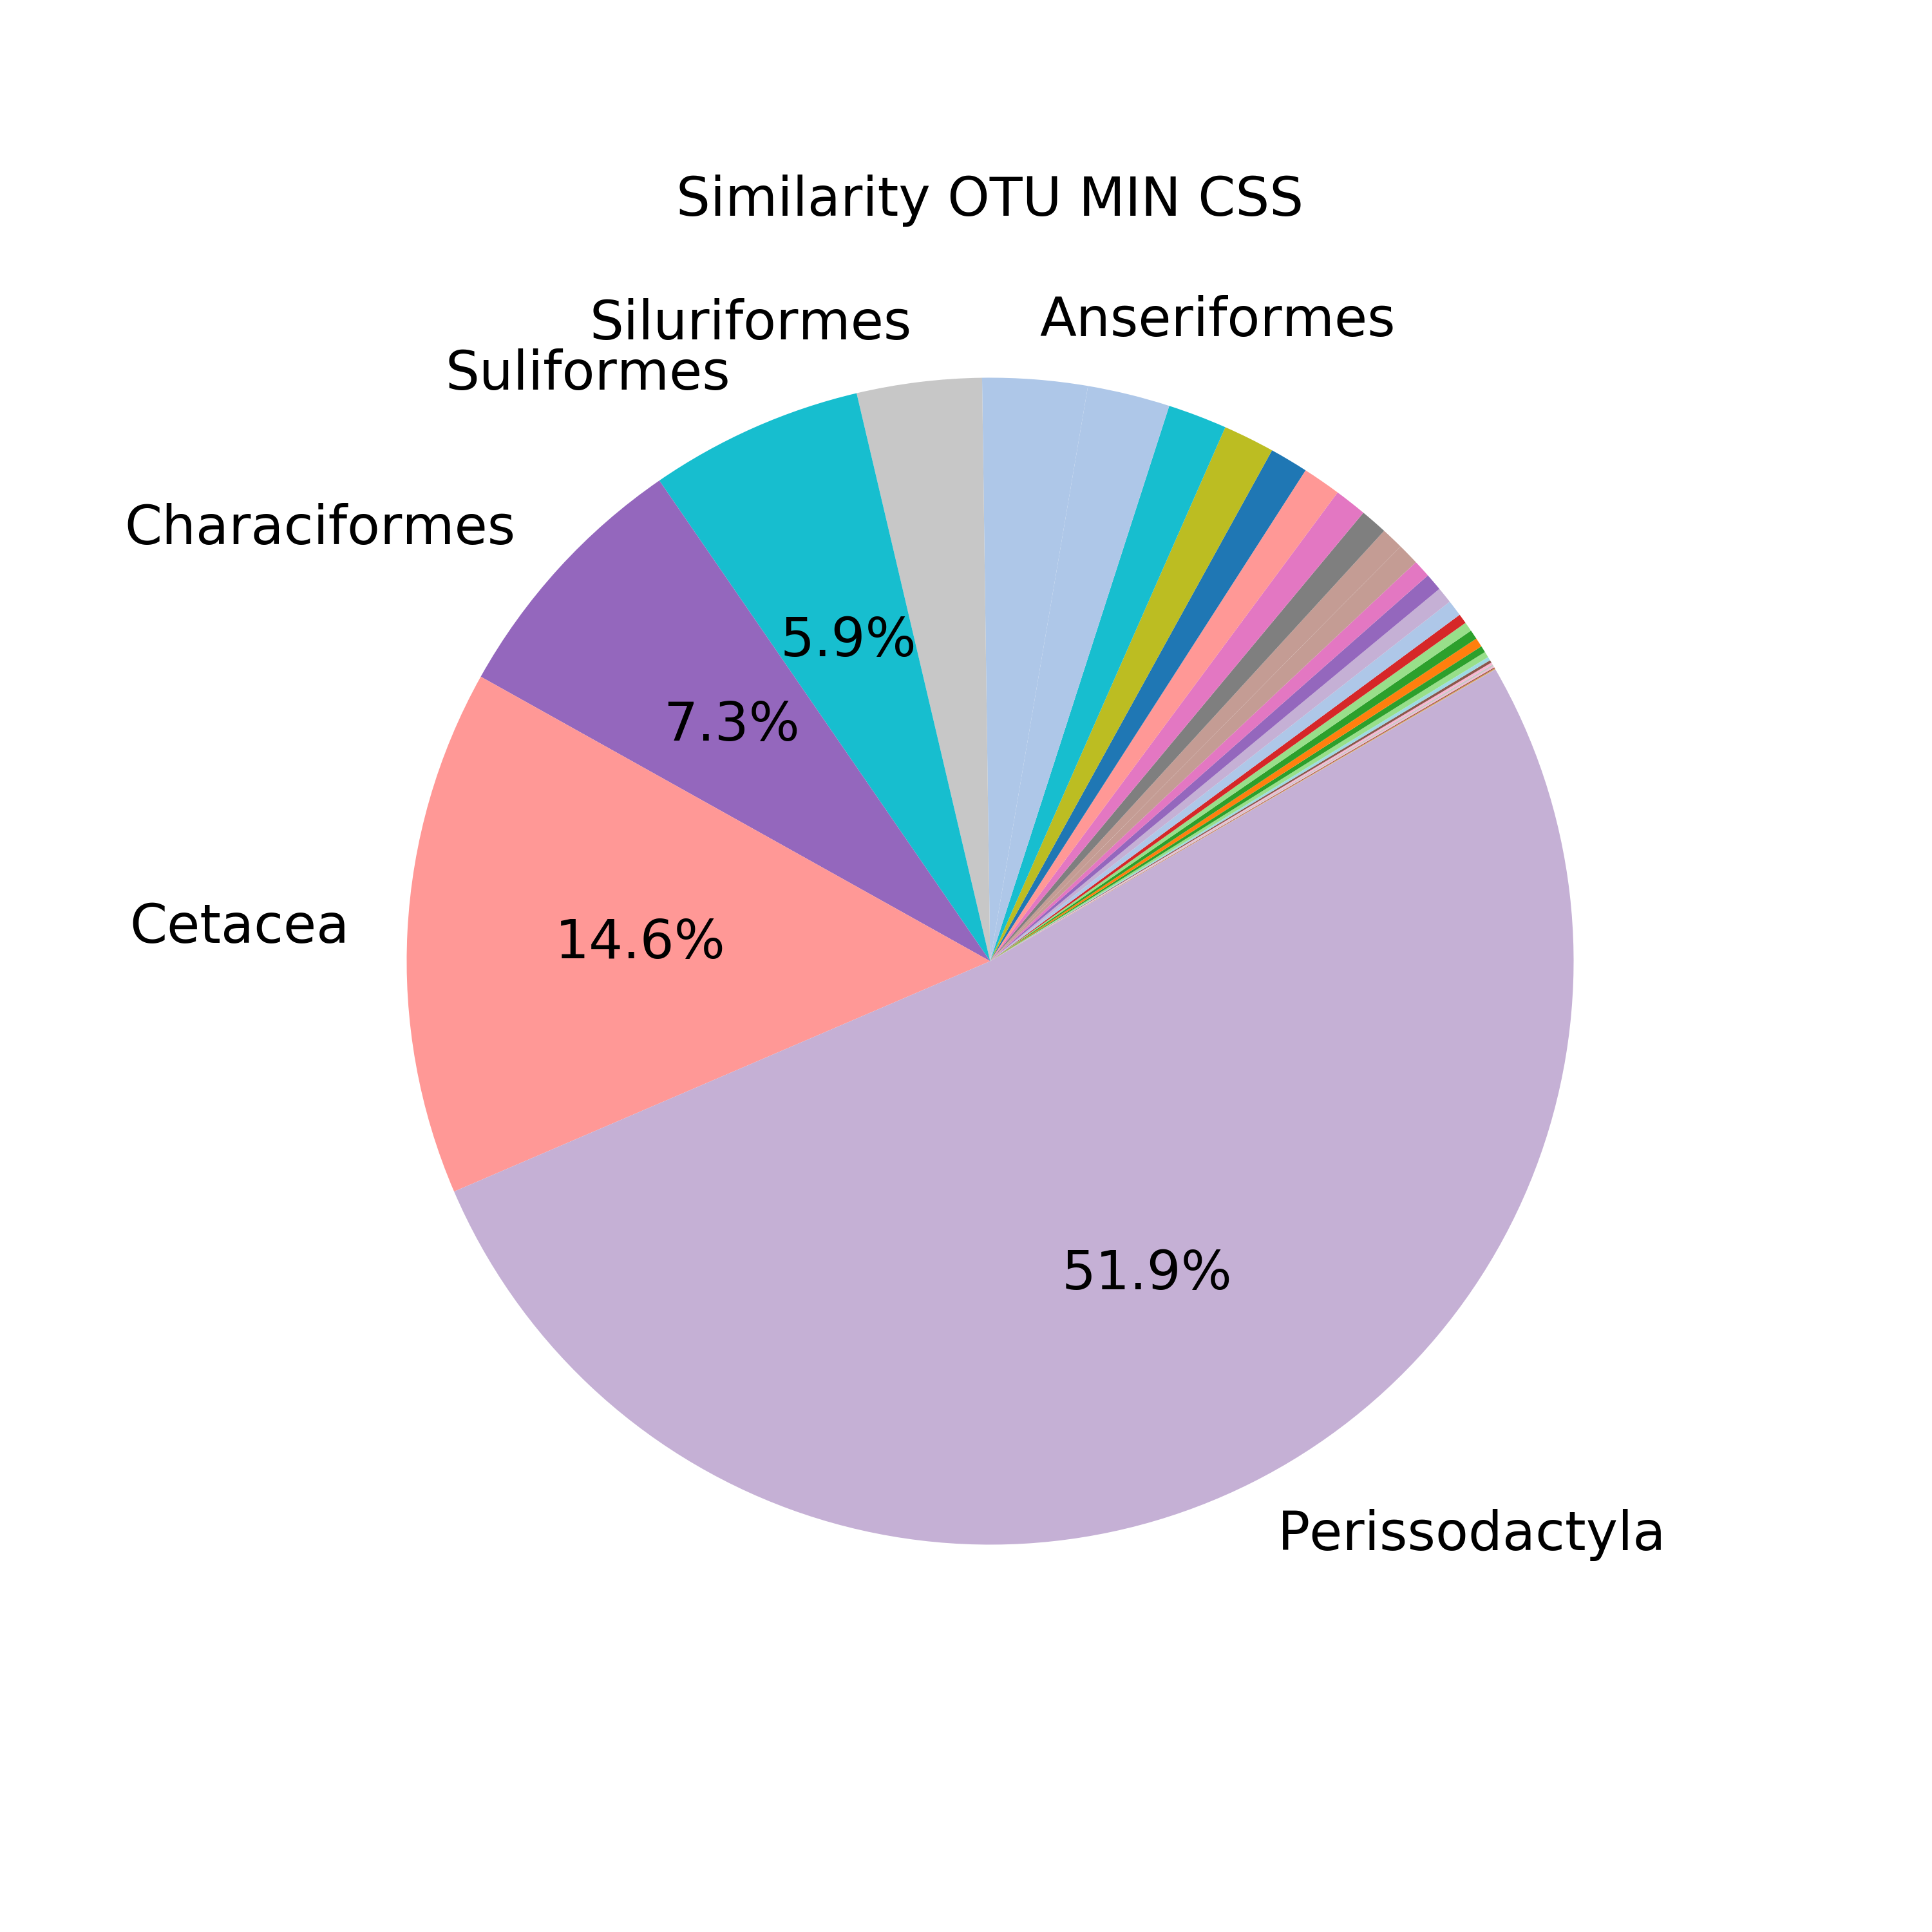 Similarity OTU MIN CSS
Siluriformes
Anseriformes
Suliformes
Characiformes
5.9%
7.3%
Cetacea
14.6%
51.9%
Perissodactyla